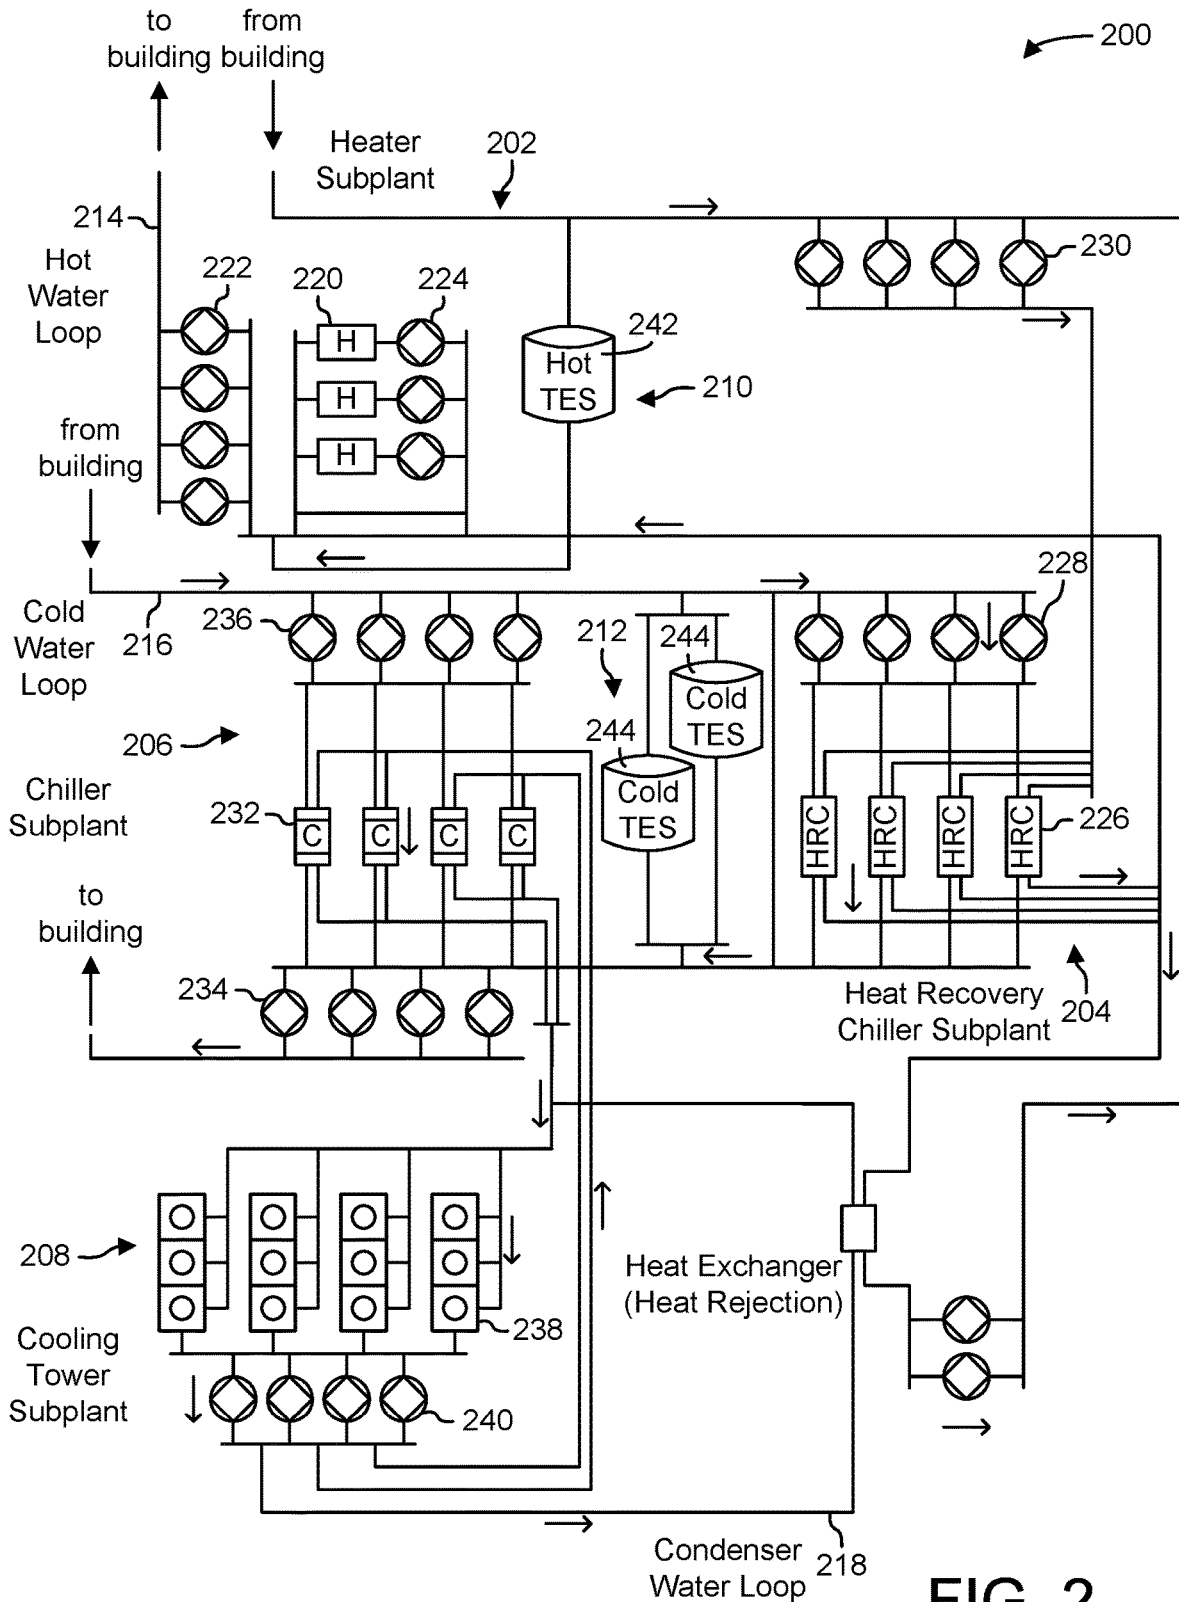 to
building
from
building
200
Heater
Subplant
202
214
Hot
Water
Loop
222
220
224
230
H
H
H
242
Hot
TES
210
from
building
228
Cold
Water
Loop
216
236
212
244
Cold
TES
244
Cold
TES
206
Chiller
Subplant
232
C
C
C
C
HRC
HRC
HRC
HRC
226
to
building
234
Heat Recovery
Chiller Subplant
204
208
238
Heat Exchanger
(Heat Rejection)
Cooling
Tower
Subplant
240
Condenser
Water Loop
218
FIG. 2